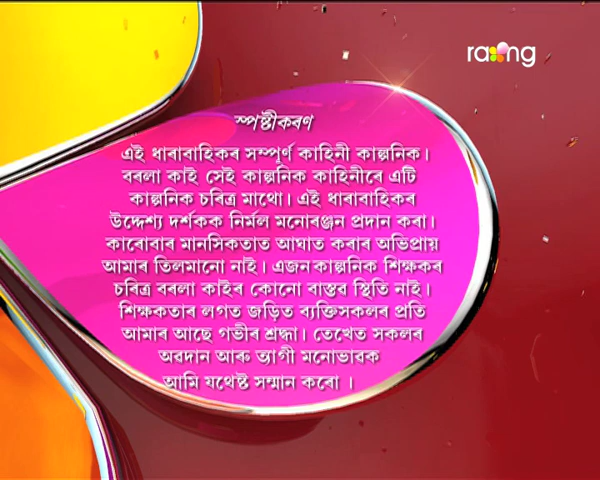 rang
স্পষ্টীকৰণ
এই ধাৰাবাহিকৰ সম্পূৰ্ণ কাহিনী কাল্পনিক।
বৰলা কাই সেই কাল্পনিক কাহিনীৰে এটি
কাল্পনিক চৰিত্ৰ মাথো। এই ধাৰাবাহিকৰ
উদ্দেশ্য দৰ্শকক নিৰ্মল মনোৰঞ্জন প্ৰদান কৰা।
কাৰোবাৰ মানসিকতাত আঘাত কৰাৰ অভিপ্ৰায়
আমাৰ তিলমানো নাই। এজন কাল্পনিক শিক্ষকৰ
চৰিত্ৰ বৰলা কাইৰ কোনো বাস্তৱ স্থিতি নাই।
শিক্ষকতাৰ লগত জড়িত ব্যক্তিসকলৰ প্ৰতি
আমাৰ আছে গভীৰ শ্ৰদ্ধা। তেখেত সকলৰ
অৱদান আৰু ত্যাগী মনোভাৱক
আমি যথেষ্ট সন্মান কৰো ।